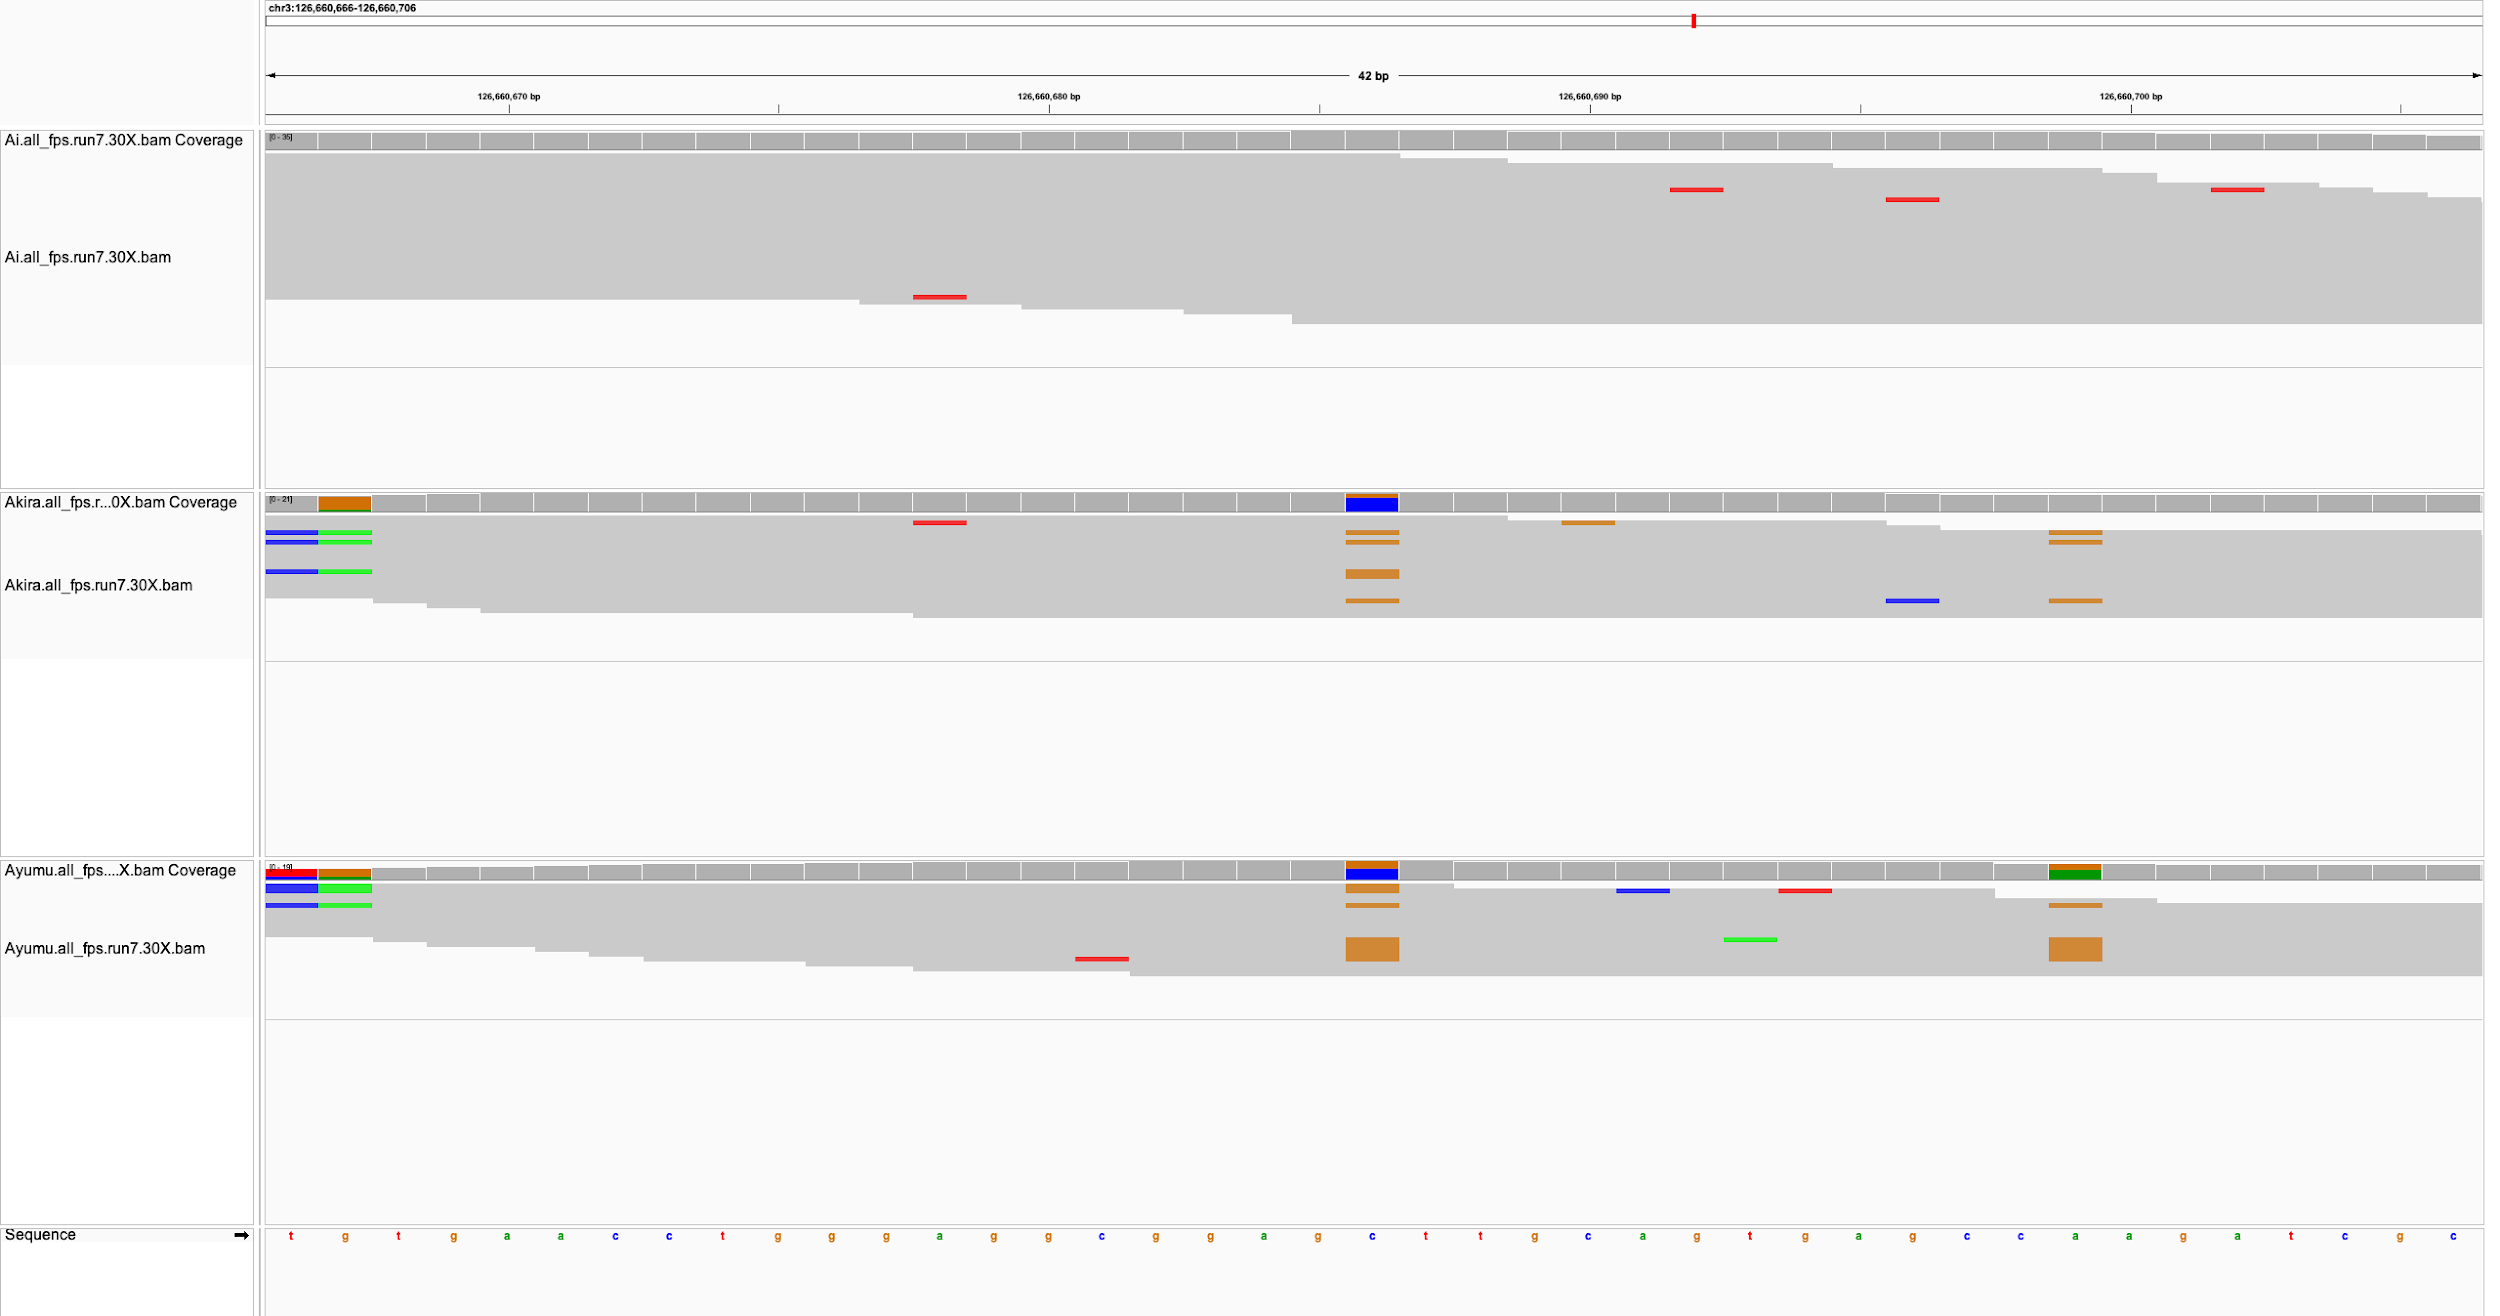 chr3:126,660,666-126,660,706
42 bp
126,660,670 bp 126,660,680 bp 126,660,690 bp 126,660,700 bp
Ai.all_fps.run7.30X.bam Coverage
[0 - 35]
Ai.all_fps.run7.30X.bam
Akira.all_fps.r...0X.bam Coverage
[0 - 21]
Akira.all_fps.run7.30X.bam
Ayumu.all_fps....X.bam Coverage
[0 - 19]
Ayumu.all_fps.run7.30X.bam
Sequence t g t g a a c c t g g g a g g c g g a g c t t g c a g t g a g c c a a g a t c g c